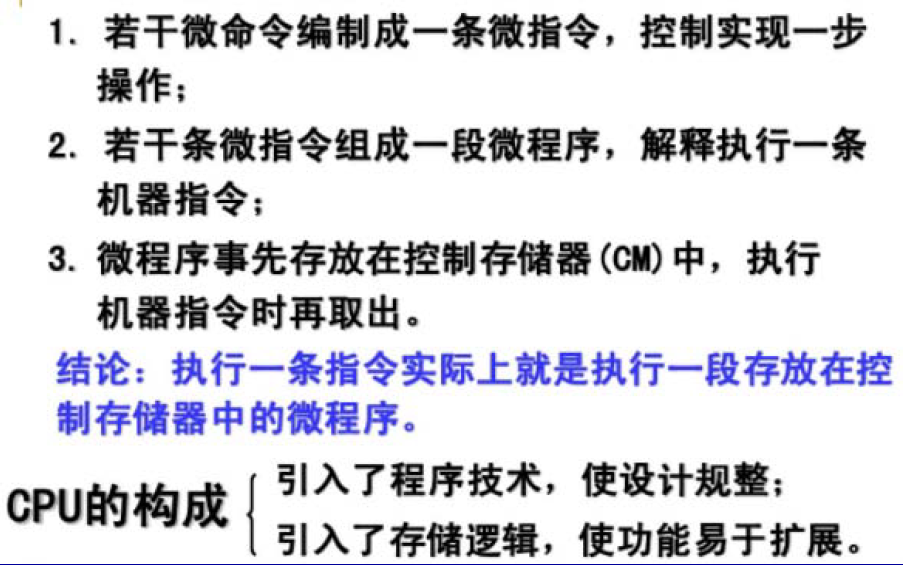 1. 若干微命令编制成一条微指令，控制实现一步
操作；
2. 若干条微指令组成一段微程序，解释执行一条
机器指令；
3. 微程序事先存放在控制存储器(CM)中，执行
机器指令时再取出。
结论：执行一条指令实际上就是执行一段存放在控
制存储器中的微程序。
CPU的构成
引入了程序技术，使设计规整；
引入了存储逻辑，使功能易于扩展。